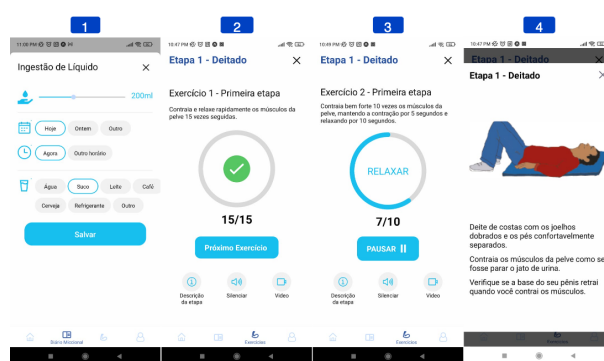 1
11:08 PM
Ingestão de Líquido
200ml
Hoje Ontem Outro
Agora Outro horário
Água Suco Leite Café
Cerveja Refrigerante Outro
Salvar
Diário Miccional
2
10:47 PM
Etapa 1 - Deitado
Exercício 1 - Primeira etapa
Contraia e relaxe rapidamente os músculos da
pelve 15 vezes seguidas.
15/15
Próximo Exercício
Descrição Silenciar Vídeo
da etapa
Exercícios
3
10:49 PM
Etapa 1 - Deitado
Exercício 2 - Primeira etapa
Contraia bem forte 10 vezes os músculos da
pelve, mantendo a contração por 5 segundos e
relaxando por 10 segundos.
RELAXAR
7/10
PAUSAR
Descrição Silenciar Vídeo
da etapa
Exercícios
4
10:47 PM
Etapa 1 - Deitado
Etapa 1 - Deitado
Deite de costas com os joelhos
dobrados e os pés confortavelmente
separados.
Contraia os músculos da pelve como se
fosse parar o jato de urina.
Verifique se a base do seu pênis retrai
quando você contrai os músculos.
Exercícios